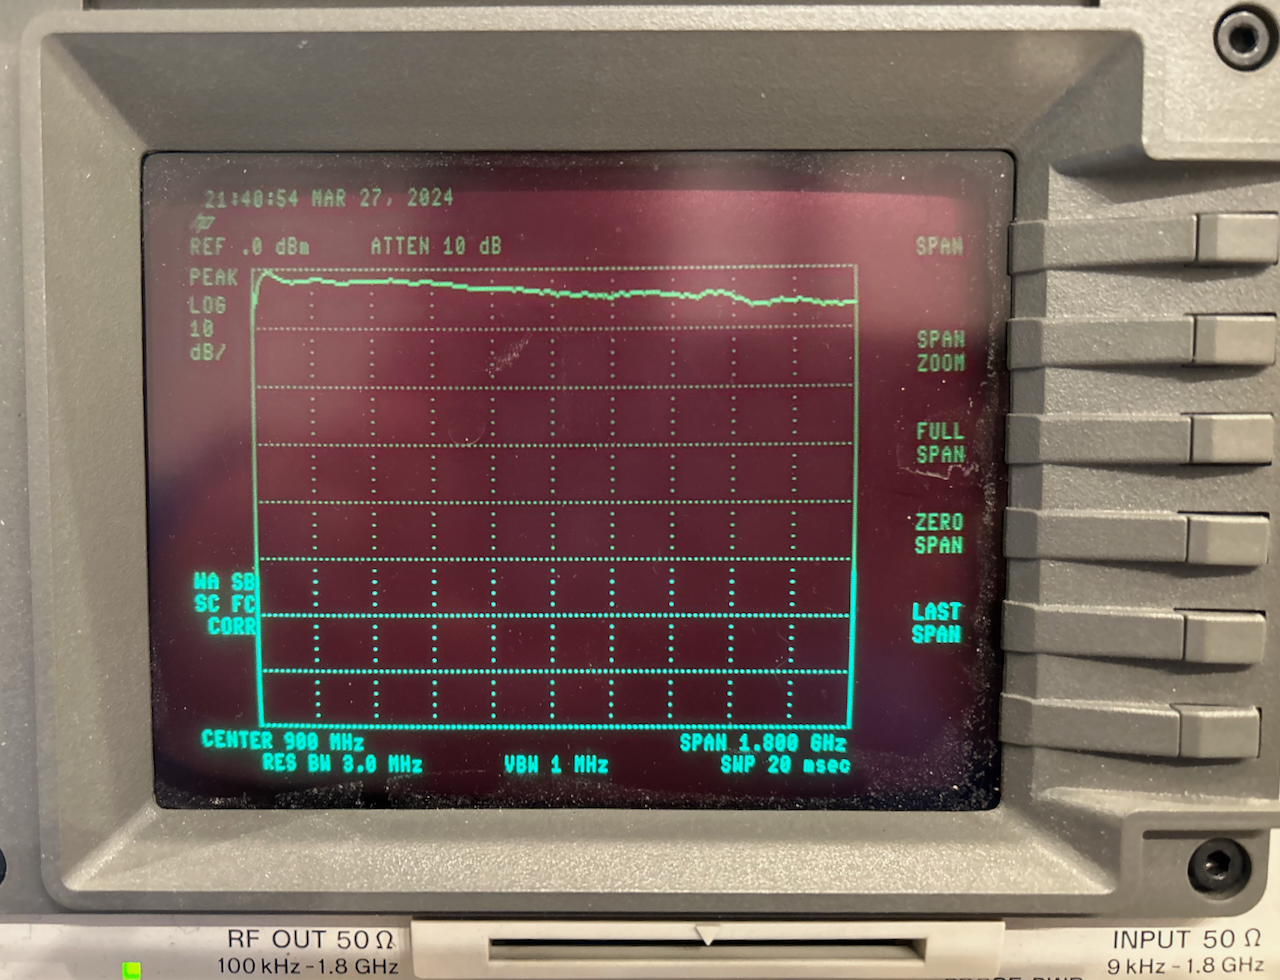 21:40:54 MAR 27, 2024
hp
REF .0 dBm ATTEN 10 dB
PEAK
LOG
10
dB/
WA SB
SC FC
CORR
CENTER 900 MHz SPAN 1.800 GHz
RES BW 3.0 MHz VBW 1 MHz SWP 20 msec
SPAN
SPAN
ZOOM
FULL
SPAN
ZERO
SPAN
LAST
SPAN
RF OUT 50 Ω
100 kHz - 1.8 GHz
INPUT 50 Ω
9 kHz - 1.8 GHz